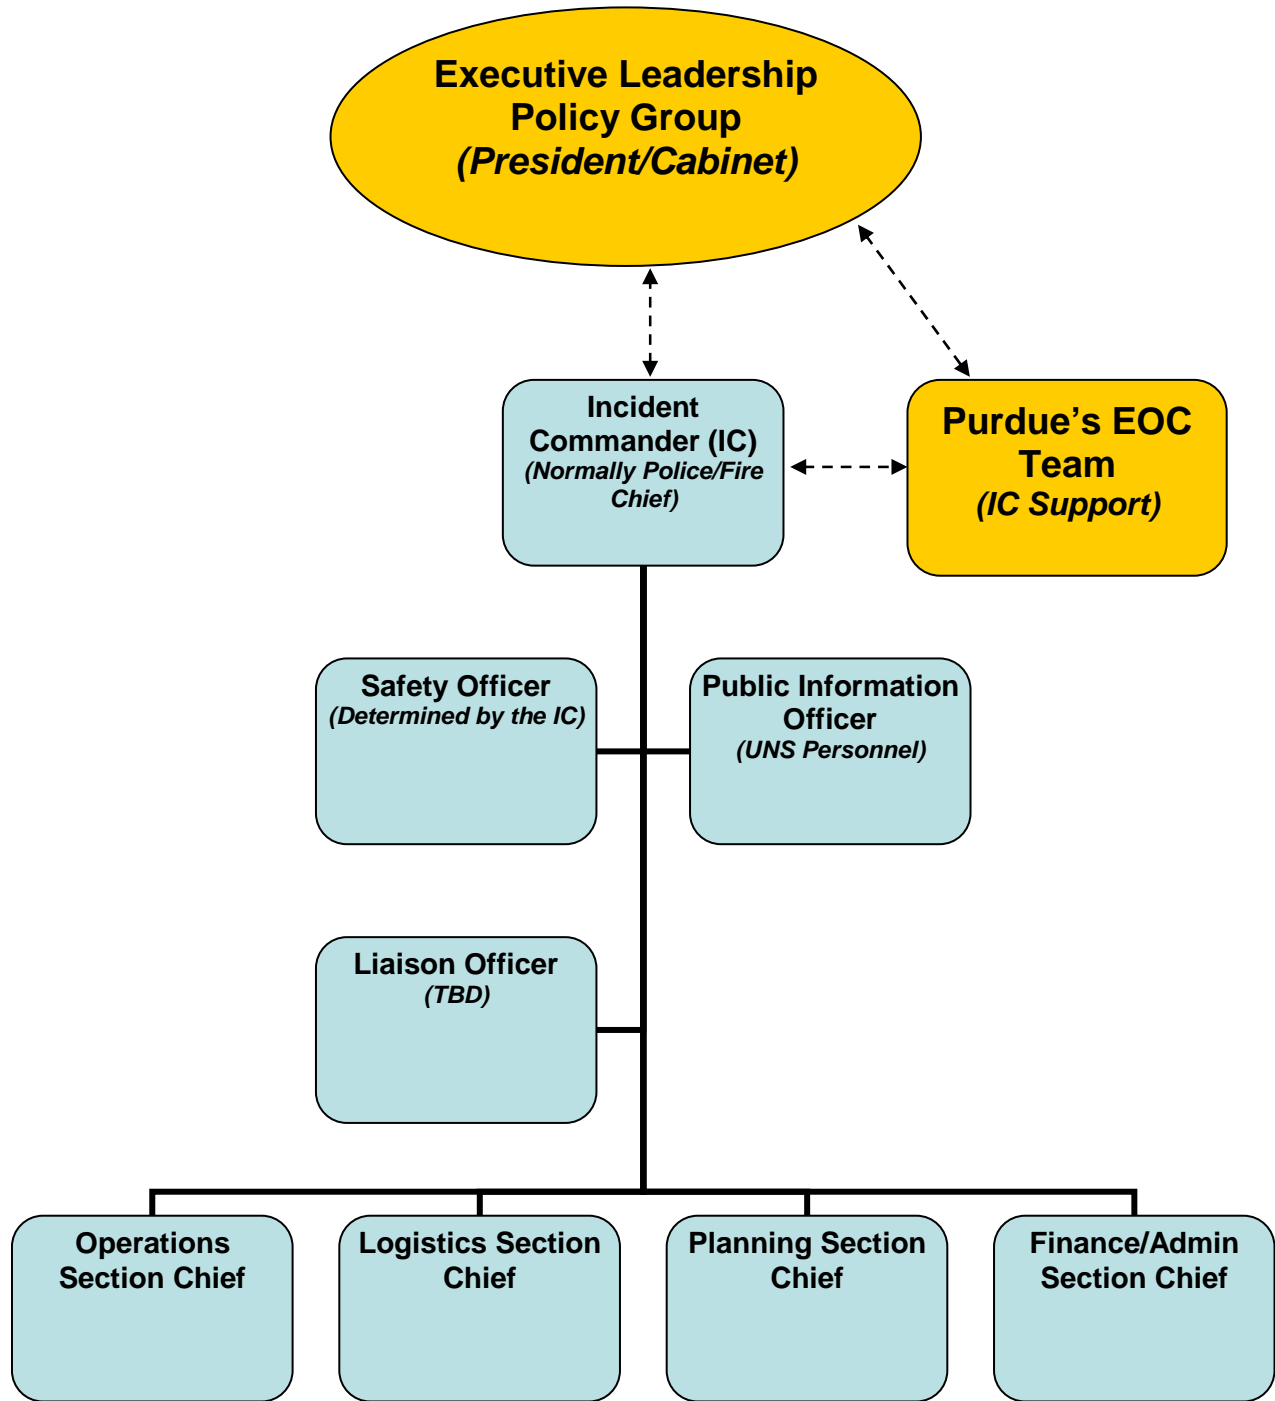 Executive Leadership
Policy Group
(President/Cabinet)
Incident
Commander (IC)
(Normally Police/Fire
Chief)
Purdue’s EOC
Team
(IC Support)
Safety Officer
(Determined by the IC)
Public Information
Officer
(UNS Personnel)
Liaison Officer
(TBD)
Operations
Section Chief
Logistics Section
Chief
Planning Section
Chief
Finance/Admin
Section Chief